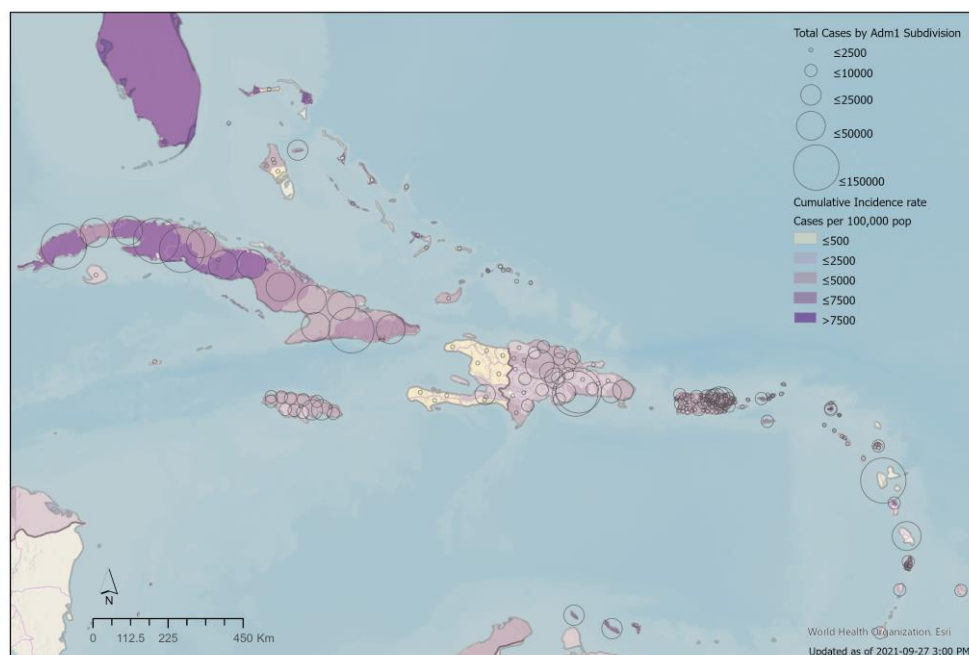 Total Cases by Adm1 Subdivision
≤2500
≤10000
≤25000
≤50000
≤150000
Cumulative Incidence rate
Cases per 100,000 pop
≤500
≤2500
≤5000
≤7500
>7500
N
0 112.5 225 450 Km
World Health Organization, Esri
Updated as of 2021-09-27 3:00 PM